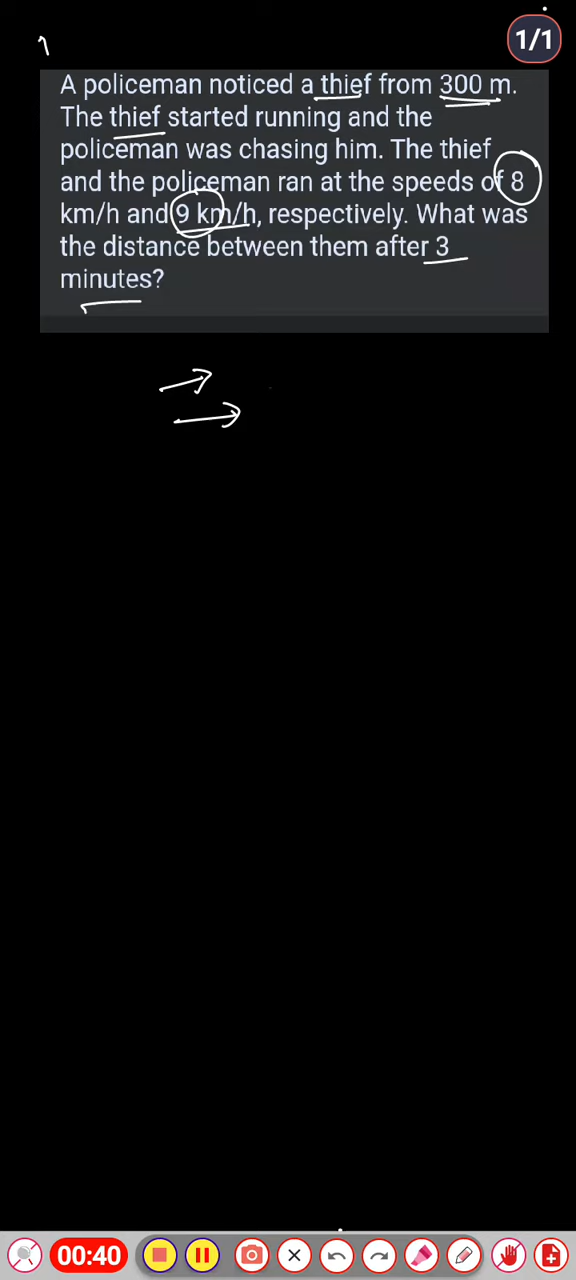 1/1
A policeman noticed a thief from 300 m.
The thief started running and the
policeman was chasing him. The thief
and the policeman ran at the speeds of 8
km/h and 9 km/h, respectively. What was
the distance between them after 3
minutes?
00:40